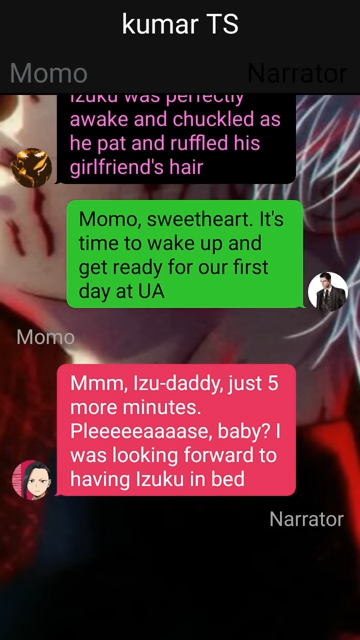 kumar TS
Momo
Narrator
Izuku was perfectly
awake and chuckled as
he pat and ruffled his
girlfriend's hair
Momo, sweetheart. It's
time to wake up and
get ready for our first
day at UA
Momo
Mmm, Izu-daddy, just 5
more minutes.
Pleeeeeaaaase, baby? I
was looking forward to
having Izuku in bed
Narrator